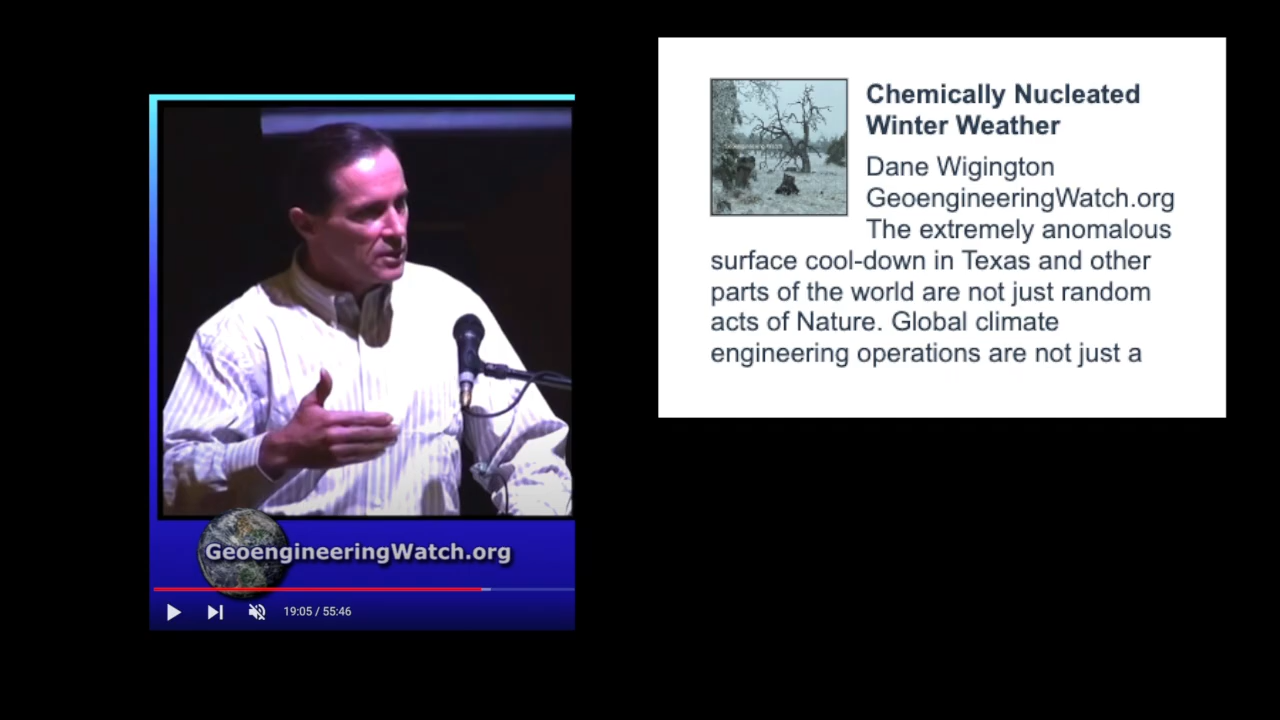 GeoengineeringWatch.org
19:05 / 55:46
Chemically Nucleated
Winter Weather
Dane Wigington
GeoengineeringWatch.org
The extremely anomalous
surface cool-down in Texas and other
parts of the world are not just random
acts of Nature. Global climate
engineering operations are not just a